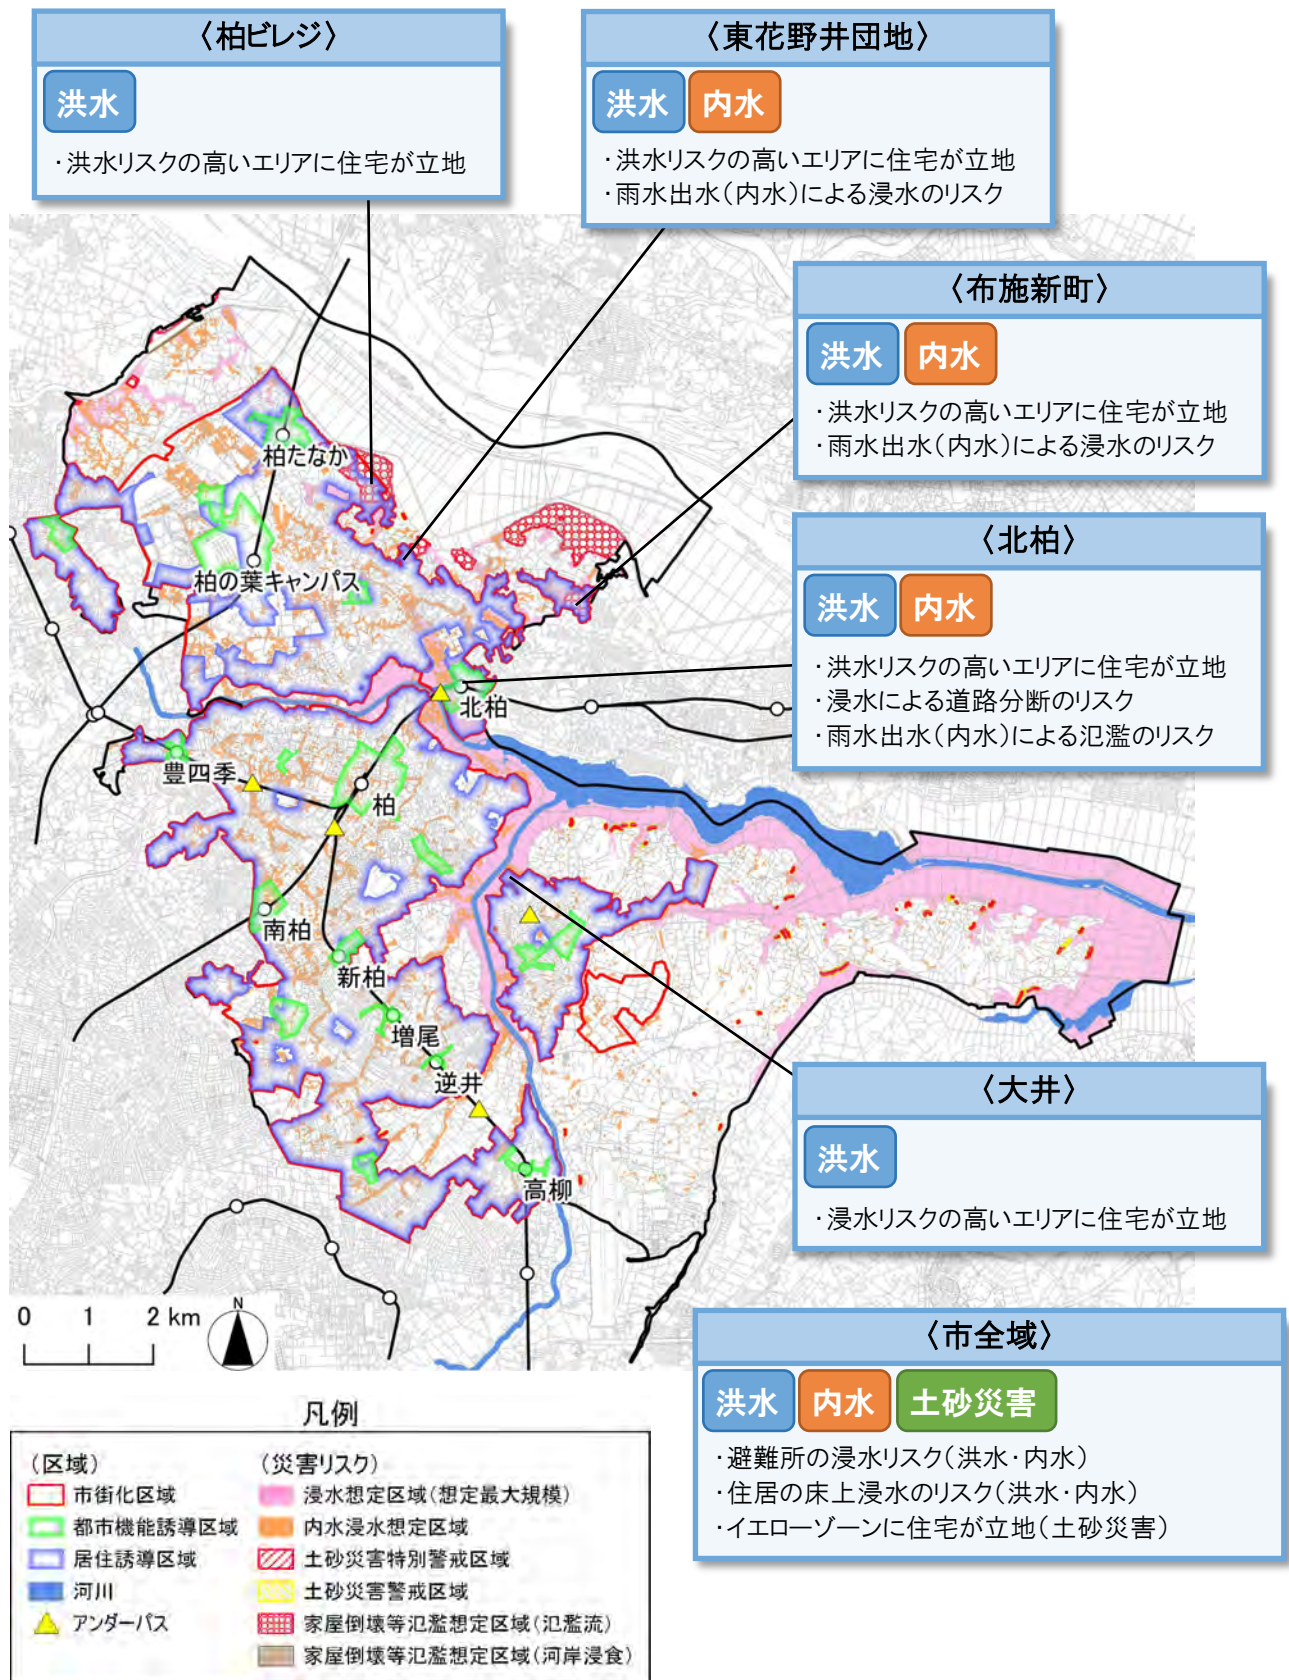 〈柏ビレジ〉
洪水
・洪水リスクの高いエリアに住宅が立地
〈東花野井団地〉
洪水 内水
・洪水リスクの高いエリアに住宅が立地
・雨水出水（内水）による浸水のリスク
〈布施新町〉
洪水 内水
・洪水リスクの高いエリアに住宅が立地
・雨水出水（内水）による浸水のリスク
〈北柏〉
洪水 内水
・洪水リスクの高いエリアに住宅が立地
・浸水による道路分断のリスク
・雨水出水（内水）による氾濫のリスク
柏たなか
柏の葉キャンパス
北柏
豊四季
柏
南柏
新柏
増尾
逆井
高柳
〈大井〉
洪水
・浸水リスクの高いエリアに住宅が立地
0 1 2 km
N
〈市全域〉
洪水 内水 土砂災害
・避難所の浸水リスク（洪水・内水）
・住居の床上浸水のリスク（洪水・内水）
・イエローゾーンに住宅が立地（土砂災害）
凡例
（区域）
市街化区域
都市機能誘導区域
居住誘導区域
河川
アンダーパス
（災害リスク）
浸水想定区域（想定最大規模）
内水浸水想定区域
土砂災害特別警戒区域
土砂災害警戒区域
家屋倒壊等氾濫想定区域（氾濫流）
家屋倒壊等氾濫想定区域（河岸浸食）